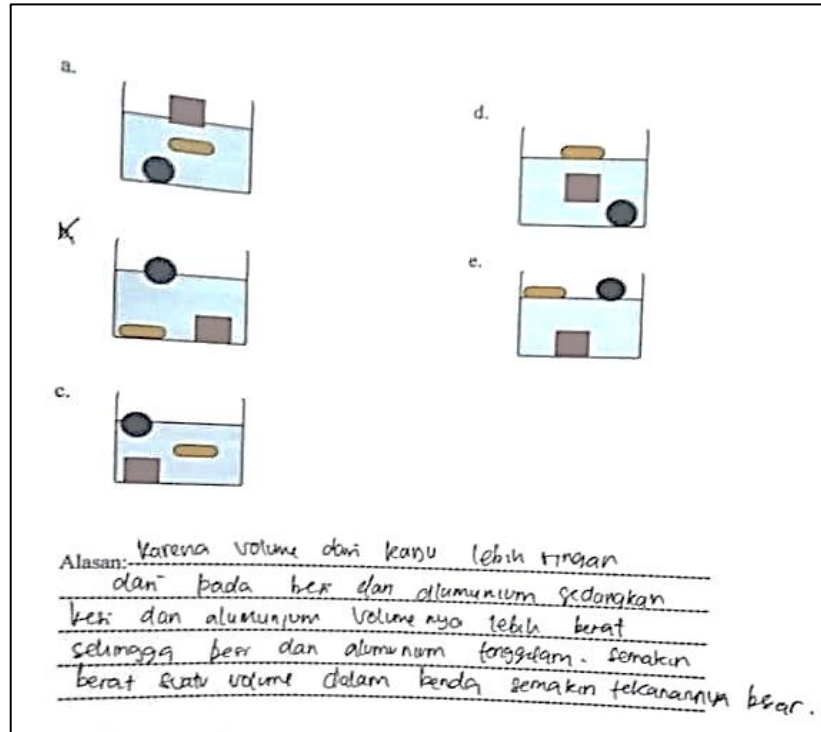 a.
d.
b.
e.
c.
Alasan: Karena volume dari kayu lebih ringan
dari pada besi dan allumunium sedangkan
besi dan alumunium volume nya lebih berat
sehingga besi dan alumunium tenggelam. semakin
berat suatu volume dalam benda semakin tekanannya besar.